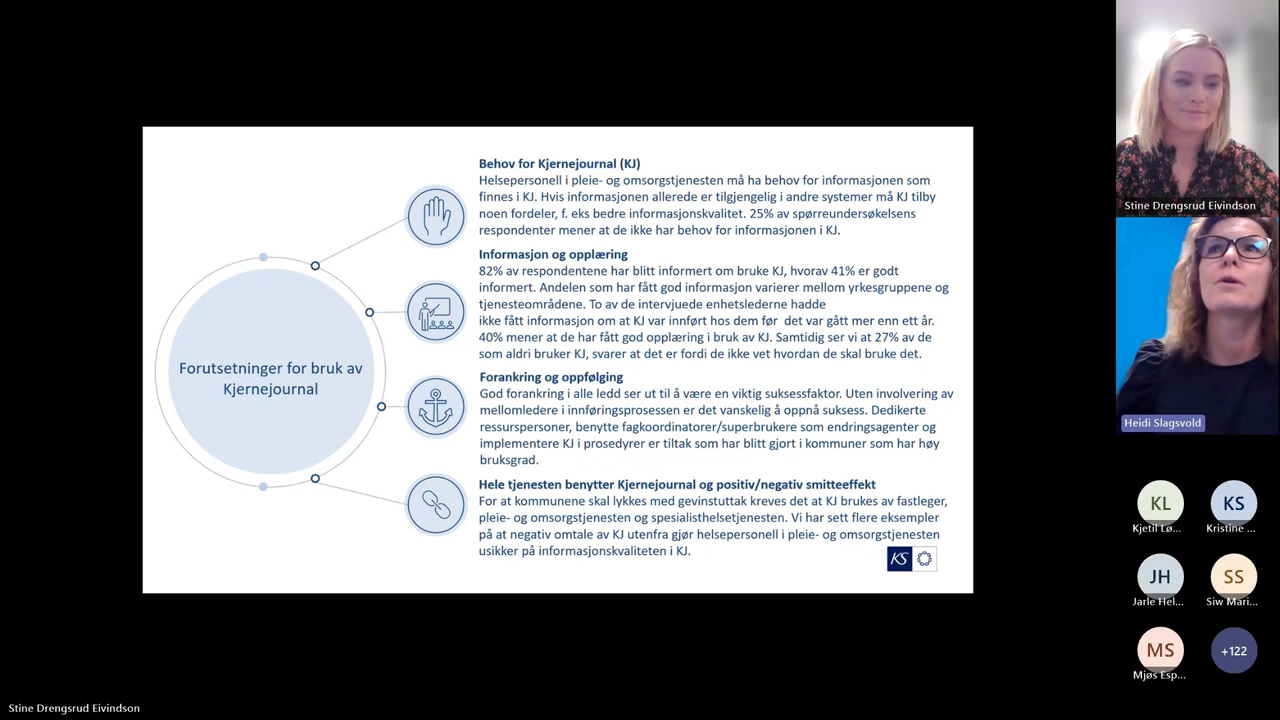 Forutsetninger for bruk av
Kjernejournal
Behov for Kjernejournal (KJ)
Helsepersonell i pleie- og omsorgstjenesten må ha behov for informasjonen som
finnes i KJ. Hvis informasjonen allerede er tilgjengelig i andre systemer må KJ tilby
noen fordeler, f. eks bedre informasjonskvalitet. 25% av spørreundersøkelsens
respondenter mener at de ikke har behov for informasjonen i KJ.
Informasjon og opplæring
82% av respondentene har blitt informert om bruke KJ, hvorav 41% er godt
informert. Andelen som har fått god informasjon varierer mellom yrkesgruppene og
tjenesteområdene. To av de intervjuede enhetslederne hadde
ikke fått informasjon om at KJ var innført hos dem før  det var gått mer enn ett år.
40% mener at de har fått god opplæring i bruk av KJ. Samtidig ser vi at 27% av de
som aldri bruker KJ, svarer at det er fordi de ikke vet hvordan de skal bruke det.
Forankring og oppfølging
God forankring i alle ledd ser ut til å være en viktig suksessfaktor. Uten involvering av
mellomledere i innføringsprosessen er det vanskelig å oppnå suksess. Dedikerte
ressurspersoner, benytte fagkoordinatorer/superbrukere som endringsagenter og
implementere KJ i prosedyrer er tiltak som har blitt gjort i kommuner som har høy
bruksgrad.
Hele tjenesten benytter Kjernejournal og positiv/negativ smitteeffekt
For at kommunene skal lykkes med gevinstuttak kreves det at KJ brukes av fastleger,
pleie- og omsorgstjenesten og spesialisthelsetjenesten. Vi har sett flere eksempler
på at negativ omtale av KJ utenfra gjør helsepersonell i pleie- og omsorgstjenesten
usikker på informasjonskvaliteten i KJ.
KS
Stine Drengsrud Eivindson
Heidi Slagsvold
KL
KS
Kjetil Lø...
Kristine ...
JH
SS
Jarle Hel...
Siw Mari...
MS
+122
Mjøs Esp...
Stine Drengsrud Eivindson